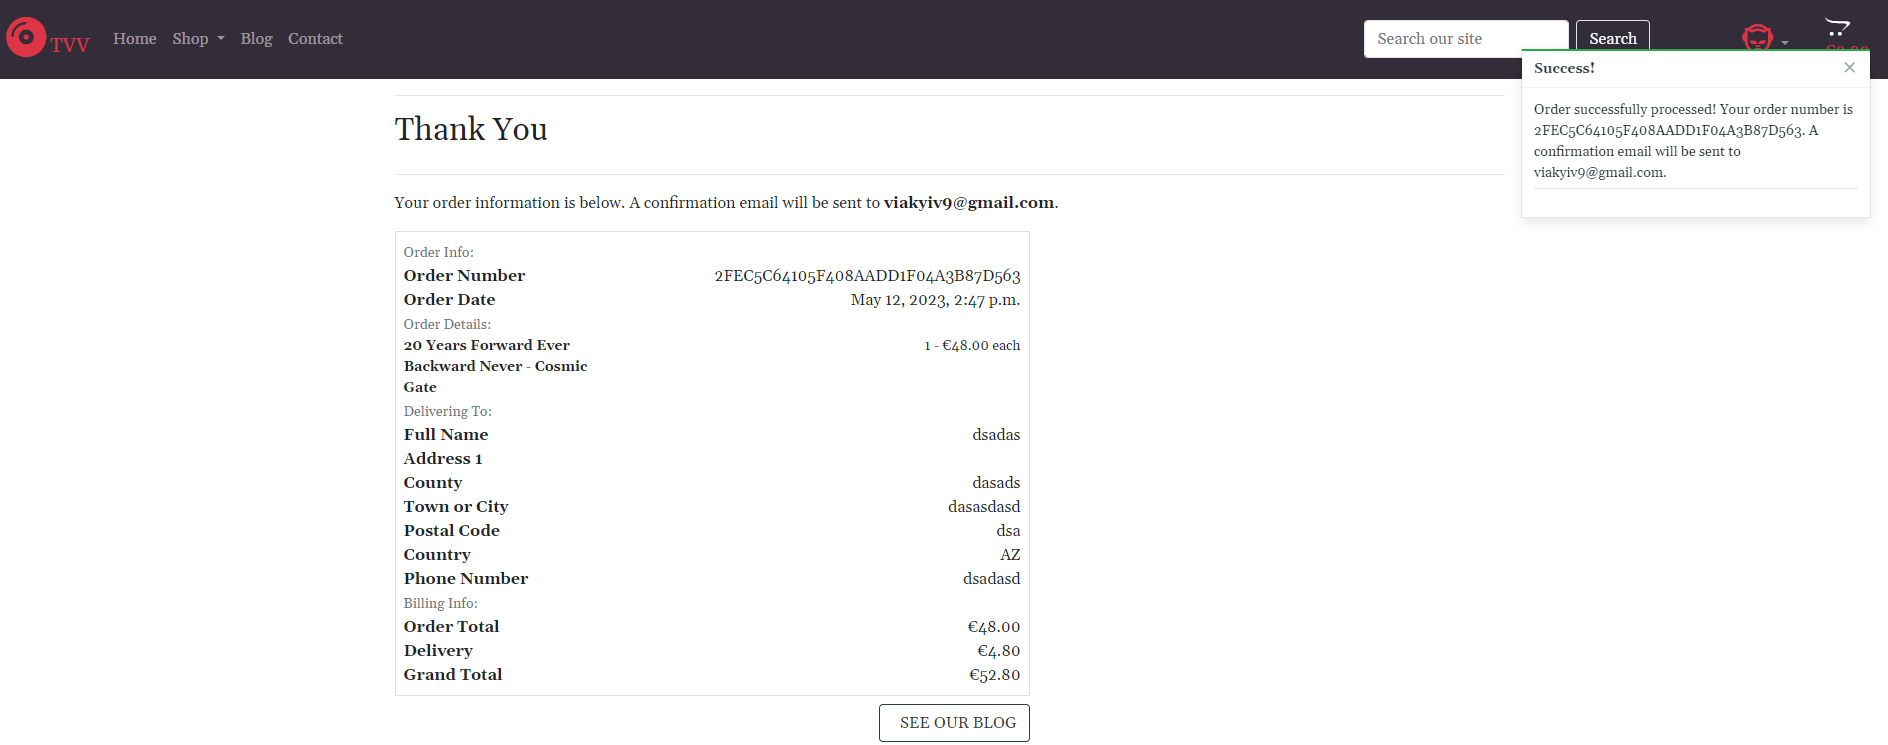 TVV Home Shop Blog Contact
Search our site
Search
Success!
Order successfully processed! Your order number is
2FEC5C64105F408AADD1F04A3B87D563. A
confirmation email will be sent to
viakyiv9@gmail.com.
Thank You
Your order information is below. A confirmation email will be sent to viakyiv9@gmail.com.
Order Info:
Order Number 2FEC5C64105F408AADD1F04A3B87D563
Order Date May 12, 2023, 2:47 p.m.
Order Details:
20 Years Forward Ever 1 - €48.00 each
Backward Never - Cosmic
Gate
Delivering To:
Full Name dsadas
Address 1
County dasads
Town or City dasasdasd
Postal Code dsa
Country AZ
Phone Number dsadasd
Billing Info:
Order Total €48.00
Delivery €4.80
Grand Total €52.80
SEE OUR BLOG